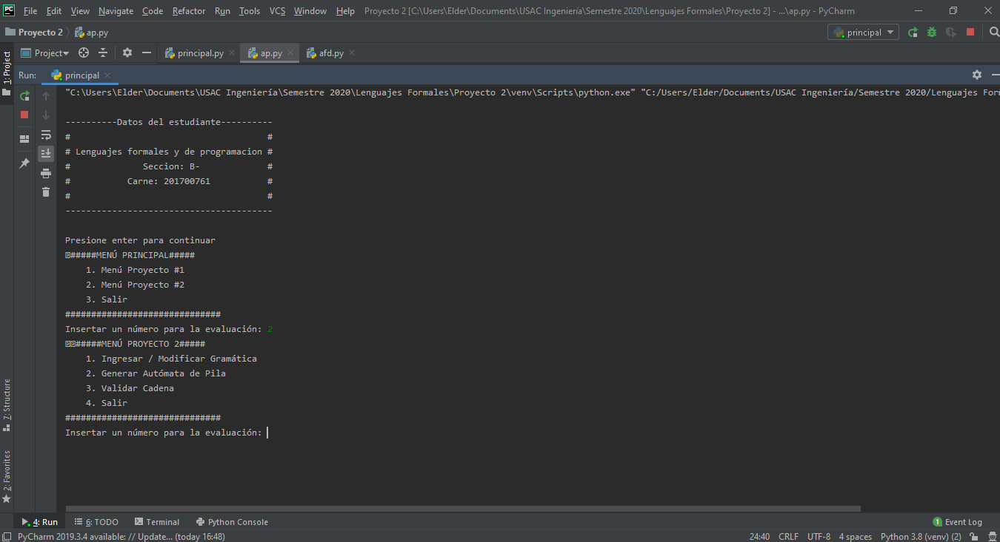 PC File Edit View Navigate Code Refactor Run Tools VCS Window Help Proyecto 2 [C:\Users\Elder\Documents\USAC Ingeniería\Semestre 2020\Lenguajes Formales\Proyecto 2] - ...\ap.py - PyCharm
Proyecto 2 ap.py principal
Project principal.py ap.py afd.py
1: Project
Run: principal
"C:\Users\Elder\Documents\USAC Ingeniería\Semestre 2020\Lenguajes Formales\Proyecto 2\venv\Scripts\python.exe" "C:/Users/Elder/Documents/USAC Ingeniería/Semestre 2020/Lenguajes For
----------Datos del estudiante----------
#                                      #
# Lenguajes formales y de programacion #
#              Seccion: B-             #
#           Carne: 201700761           #
#                                      #
----------------------------------------
Presione enter para continuar
#####MENÚ PRINCIPAL#####
    1. Menú Proyecto #1
    2. Menú Proyecto #2
    3. Salir
##############################
Insertar un número para la evaluación: 2
#####MENÚ PROYECTO 2#####
    1. Ingresar / Modificar Gramática
    2. Generar Autómata de Pila
    3. Validar Cadena
    4. Salir
##############################
Insertar un número para la evaluación:
7: Structure
2: Favorites
4: Run 6: TODO Terminal Python Console 1 Event Log
PyCharm 2019.3.4 available: // Update... (today 16:48) 24:40 CRLF UTF-8 4 spaces Python 3.8 (venv) (2)